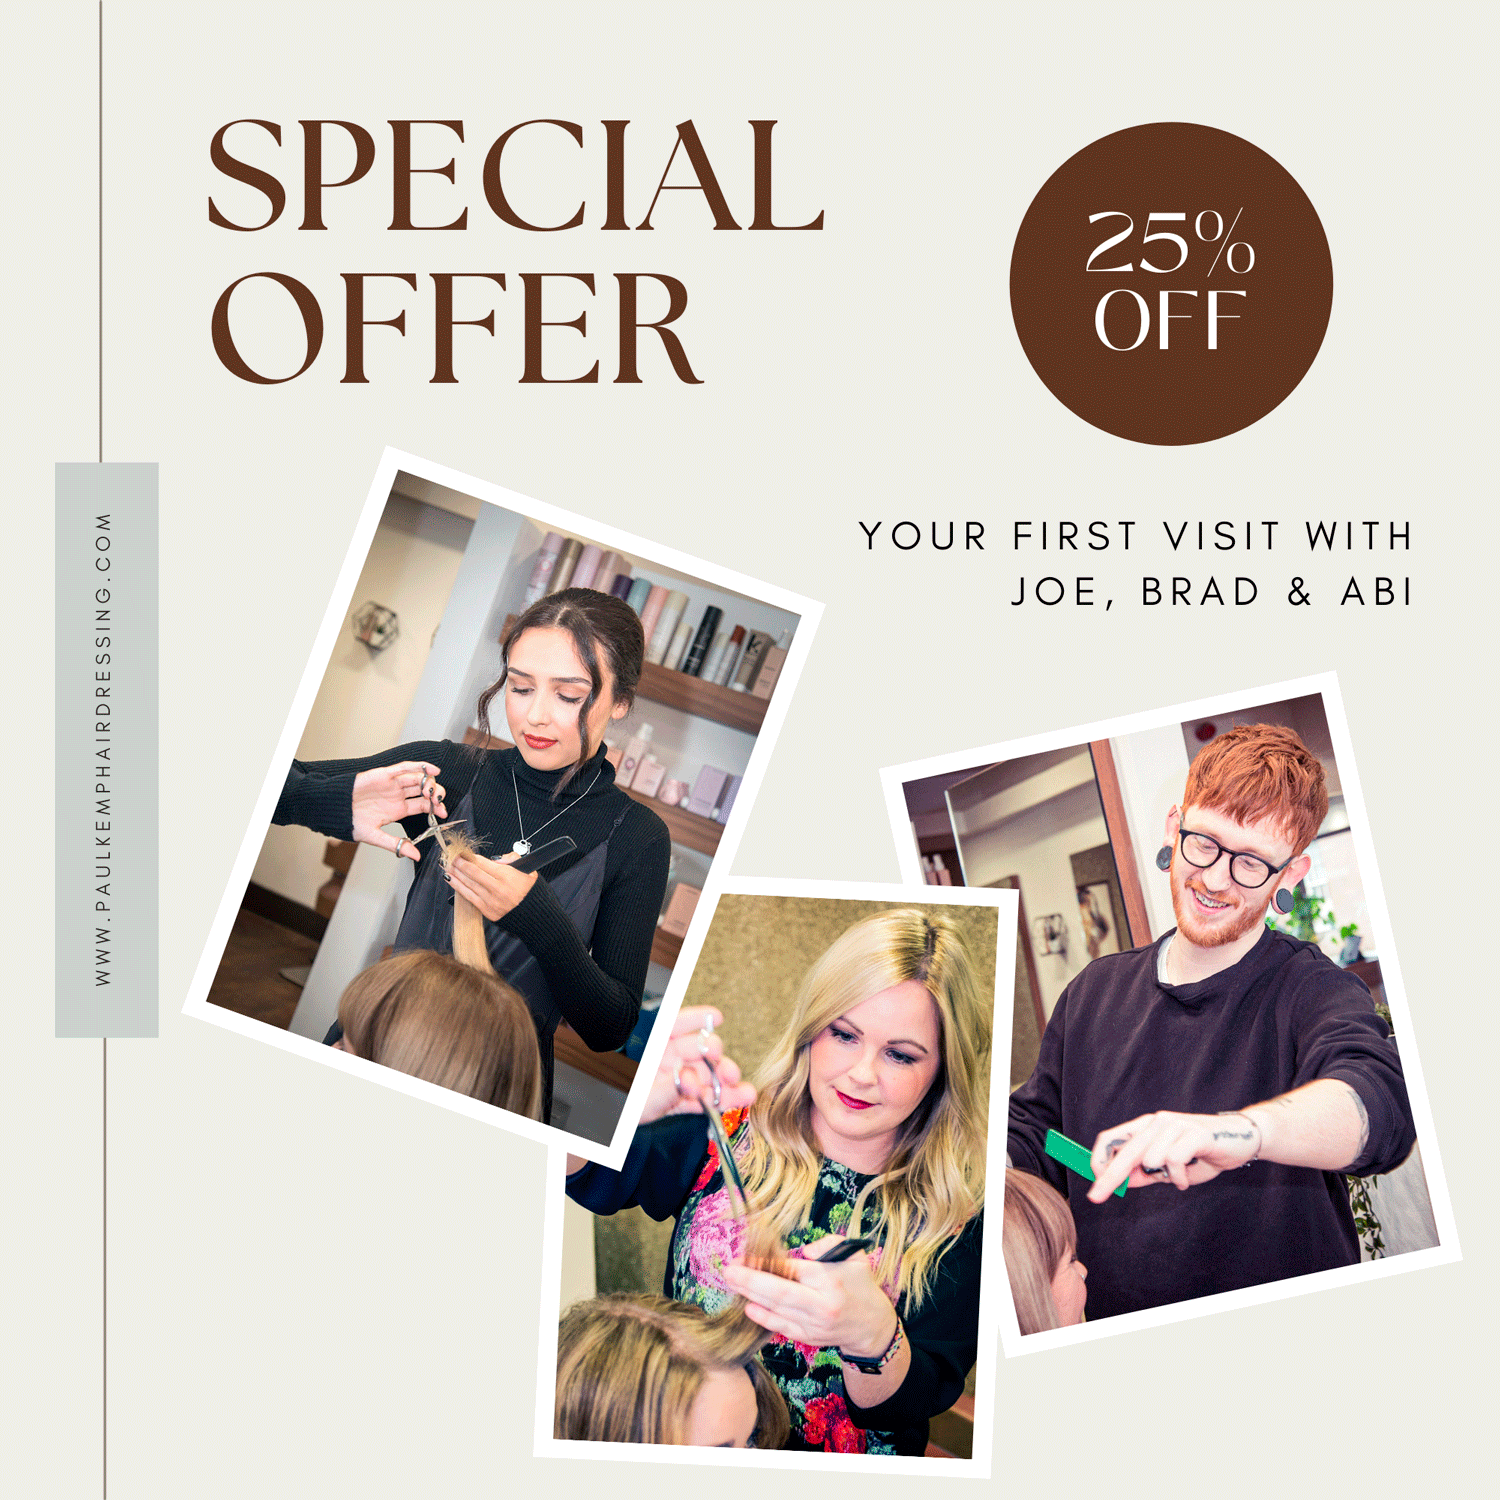 SPECIAL
OFFER
25%
OFF
YOUR FIRST VISIT WITH
JOE, BRAD & ABI
WWW.PAULKEMPHAIRDRESSING.COM